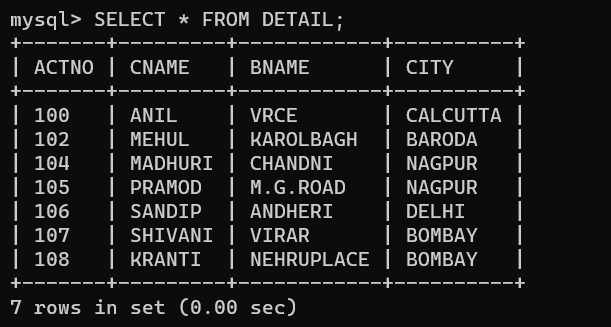 mysql> SELECT * FROM DETAIL;
+-------+---------+------------+----------+
| ACTNO | CNAME   | BNAME      | CITY     |
+-------+---------+------------+----------+
| 100   | ANIL    | VRCE       | CALCUTTA |
| 102   | MEHUL   | KAROLBAGH  | BARODA   |
| 104   | MADHURI | CHANDNI    | NAGPUR   |
| 105   | PRAMOD  | M.G.ROAD   | NAGPUR   |
| 106   | SANDIP  | ANDHERI    | DELHI    |
| 107   | SHIVANI | VIRAR      | BOMBAY   |
| 108   | KRANTI  | NEHRUPLACE | BOMBAY   |
+-------+---------+------------+----------+
7 rows in set (0.00 sec)